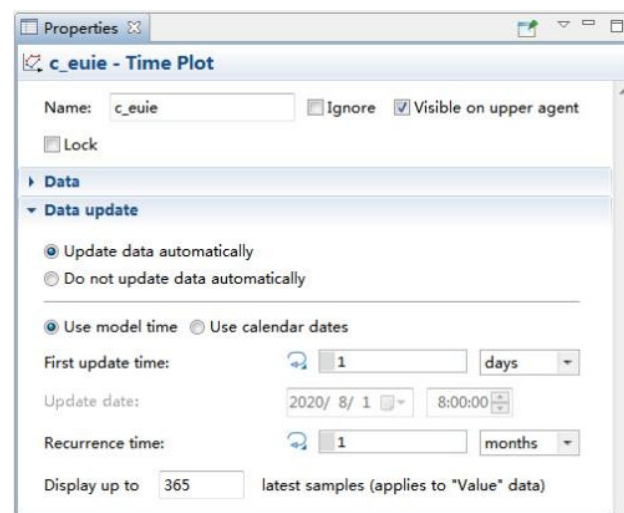 Properties
c_euie - Time Plot
Name: c_euie Ignore Visible on upper agent
Lock
Data
Data update
Update data automatically
Do not update data automatically
Use model time Use calendar dates
First update time: 1 days
Update date: 2020/ 8/ 1 8:00:00
Recurrence time: 1 months
Display up to 365 latest samples (applies to "Value" data)